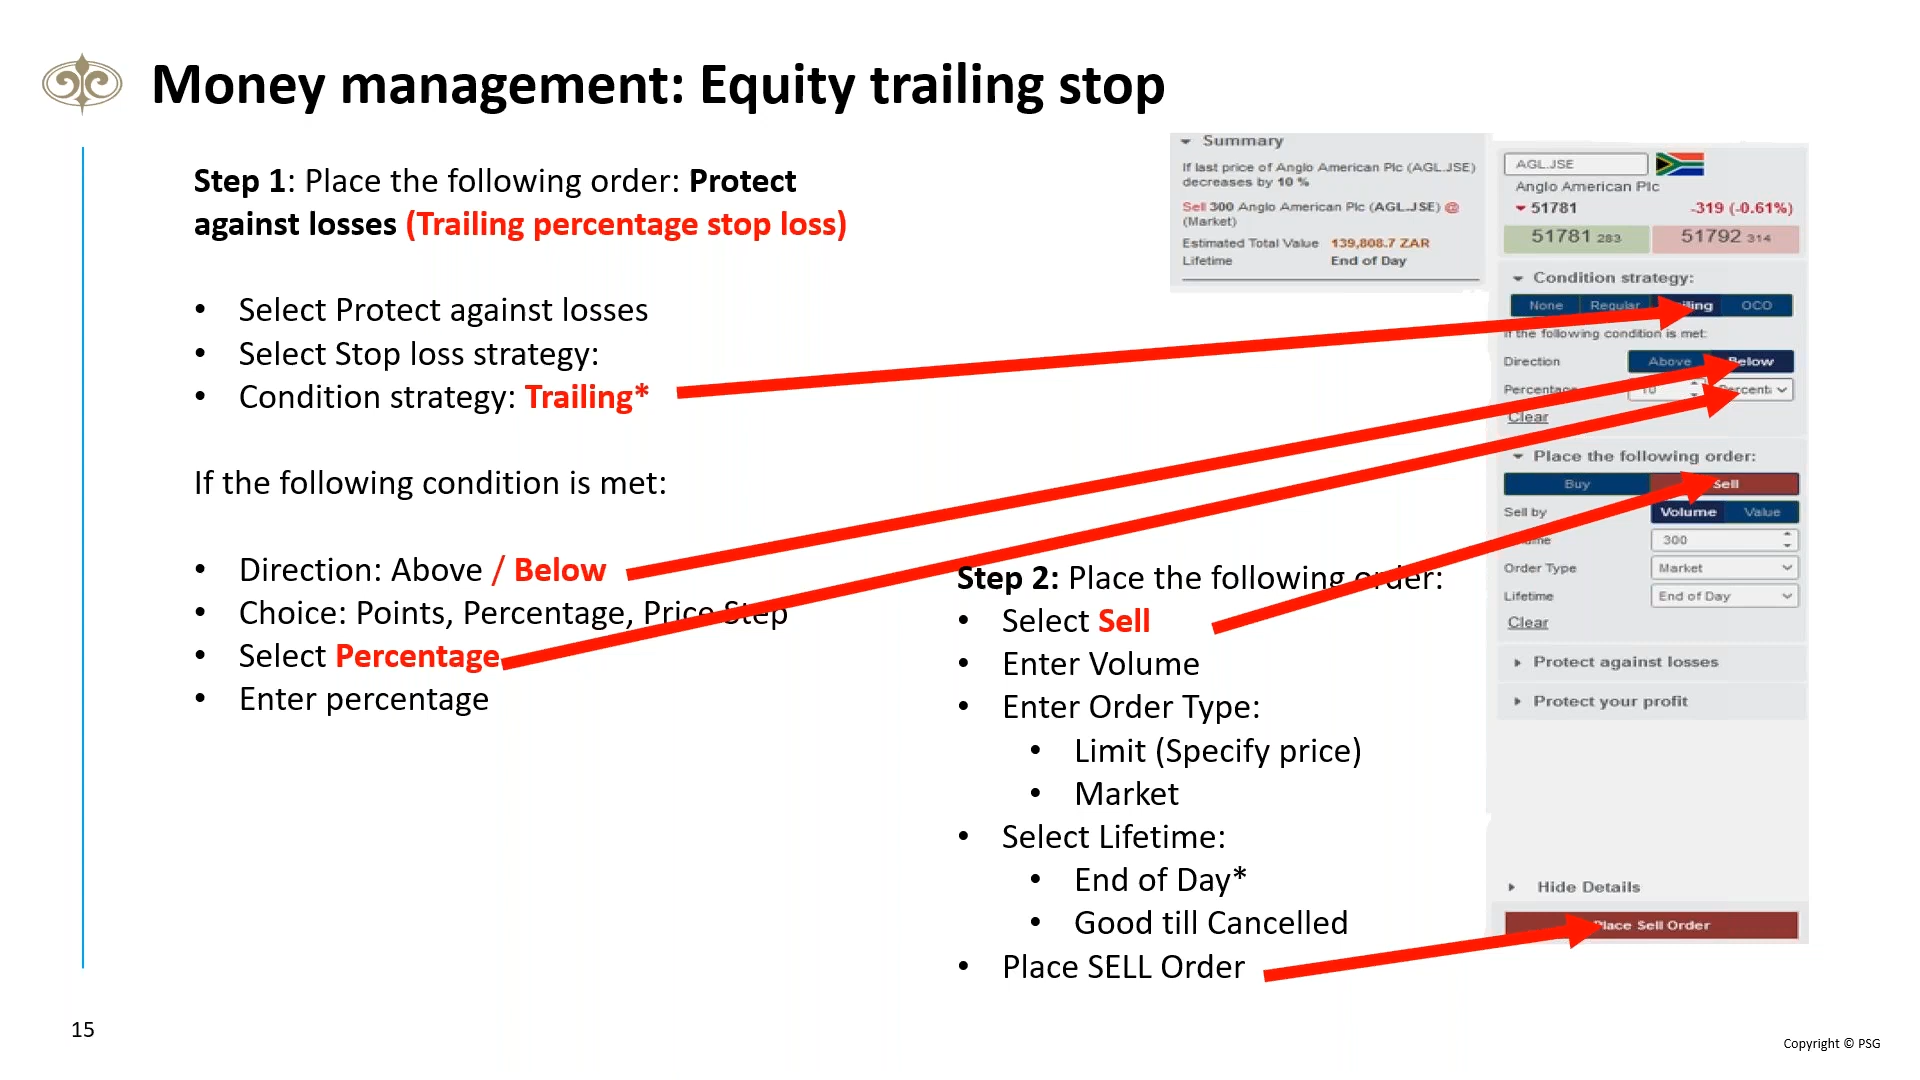 Money management: Equity trailing stop
Step 1: Place the following order: Protect
against losses (Trailing percentage stop loss)
• Select Protect against losses
• Select Stop loss strategy:
• Condition strategy: Trailing*
If the following condition is met:
• Direction: Above / Below
• Choice: Points, Percentage, Price Step
• Select Percentage
• Enter percentage
Step 2: Place the following order:
• Select Sell
• Enter Volume
• Enter Order Type:
• Limit (Specify price)
• Market
• Select Lifetime:
• End of Day*
• Good till Cancelled
• Place SELL Order
Summary
If last price of Anglo American Plc (AGL.JSE)
decreases by 10 %
Sell 300 Anglo American Plc (AGL.JSE) @
(Market)
Estimated Total Value 139,808.7 ZAR
Lifetime End of Day
AGL.JSE
Anglo American Plc
51781 -319 (-0.61%)
51781 283 51792 314
Condition strategy:
None Regular OCO
If the following condition is met:
Direction Above Below
Percentage 10
Clear
Place the following order:
Buy Sell
Sell by Volume Value
300
Order Type Market
Lifetime End of Day
Clear
Protect against losses
Protect your profit
Hide Details
Place Sell Order
15
Copyright © PSG